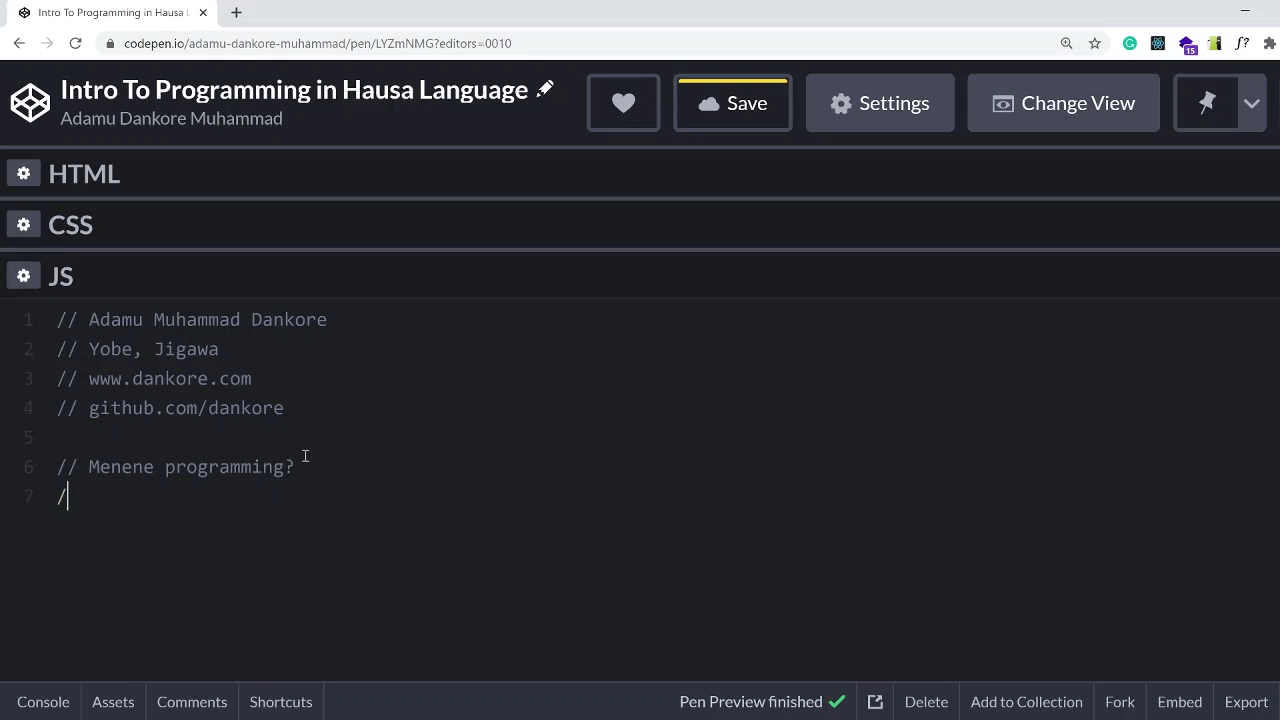 Intro To Programming in Hausa L
codepen.io/adamu-dankore-muhammad/pen/LYZmNMG?editors=0010
15
Intro To Programming in Hausa Language
Adamu Dankore Muhammad
Save
Settings
Change View
HTML
CSS
JS
1 // Adamu Muhammad Dankore
2 // Yobe, Jigawa
3 // www.dankore.com
4 // github.com/dankore
5
6 // Menene programming?
7 /
Console Assets Comments Shortcuts Pen Preview finished Delete Add to Collection Fork Embed Export